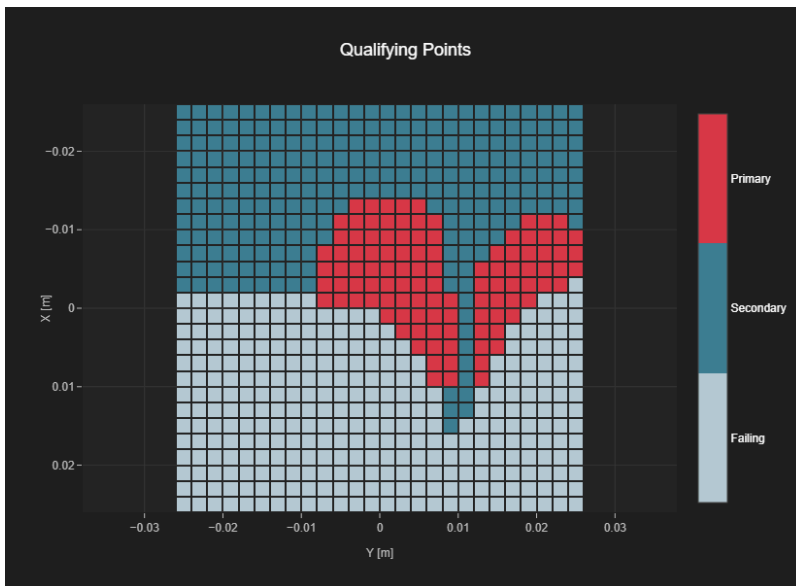 Qualifying Points
−0.02
−0.01
0
0.01
0.02
X [m]
−0.03
−0.02
−0.01
0
0.01
0.02
0.03
Y [m]
Primary
Secondary
Failing